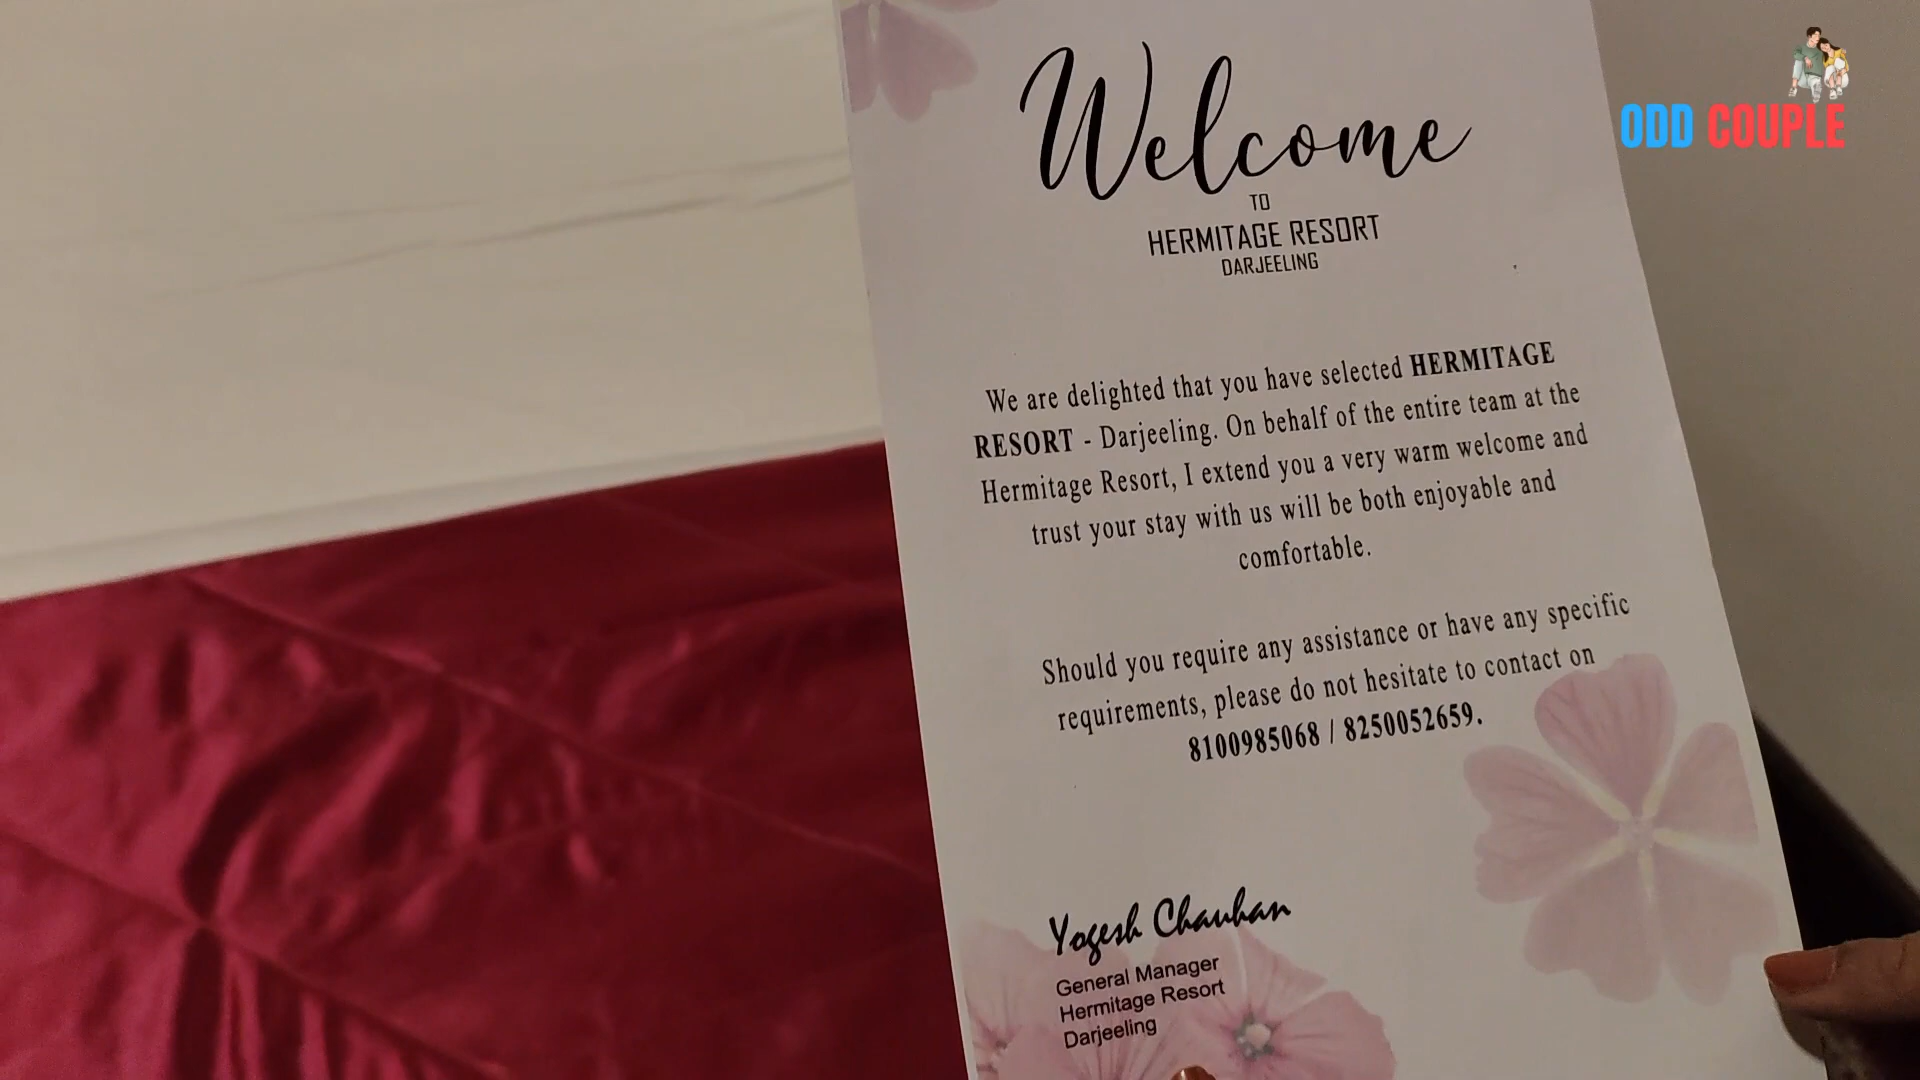 Welcome
TO
HERMITAGE RESORT
DARJEELING
We are delighted that you have selected HERMITAGE
RESORT - Darjeeling. On behalf of the entire team at the
Hermitage Resort, I extend you a very warm welcome and
trust your stay with us will be both enjoyable and
comfortable.
Should you require any assistance or have any specific
requirements, please do not hesitate to contact on
8100985068 / 8250052659.
Yogesh Chauhan
General Manager
Hermitage Resort
Darjeeling
ODD COUPLE